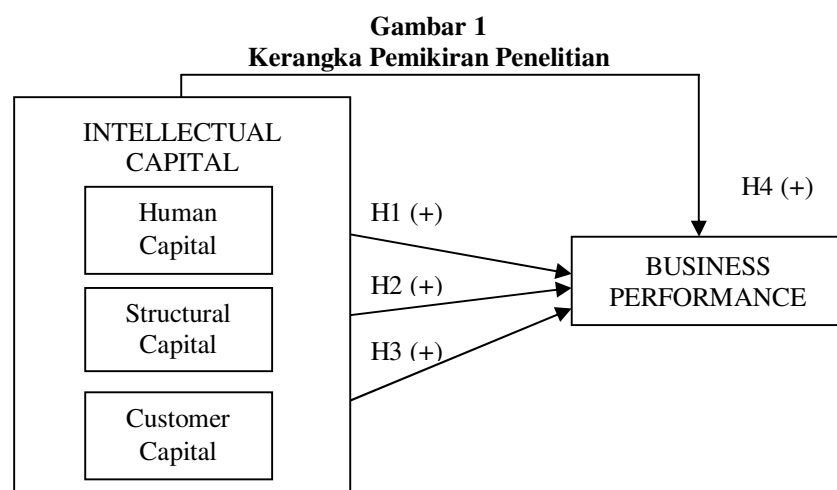 Gambar 1
Kerangka Pemikiran Penelitian
INTELLECTUAL
CAPITAL
Human
Capital
Structural
Capital
Customer
Capital
H1 (+)
H2 (+)
H3 (+)
H4 (+)
BUSINESS
PERFORMANCE